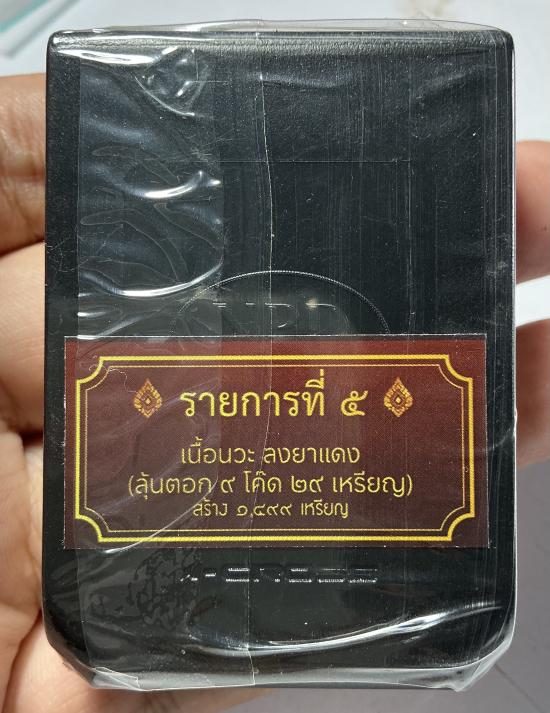 รายการที่ ๕
เนื้อนวะ ลงยาแดง
(ลุ้นตอก ๙ โค๊ด ๒๙ เหรียญ)
สร้าง ๑,๔๙๙ เหรียญ